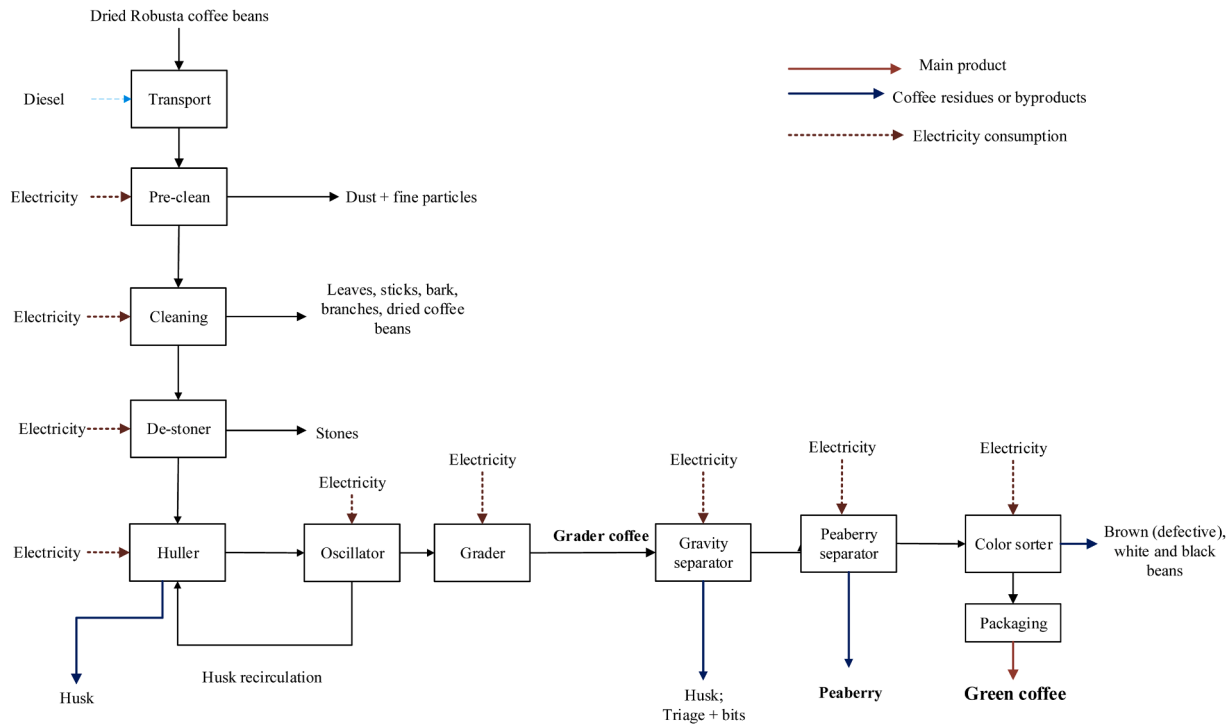 Dried Robusta coffee beans
Main product
Diesel
Transport
Coffee residues or byproducts
Electricity consumption
Electricity
Pre-clean
Dust + fine particles
Leaves, sticks, bark,
branches, dried coffee
beans
Electricity
Cleaning
Electricity
De-stoner
Stones
Electricity
Electricity
Electricity
Electricity
Electricity
Electricity
Huller
Oscillator
Grader
Grader coffee
Gravity
separator
Peaberry
separator
Color sorter
Brown (defective),
white and black
beans
Packaging
Husk recirculation
Husk
Husk;
Triage + bits
Peaberry
Green coffee